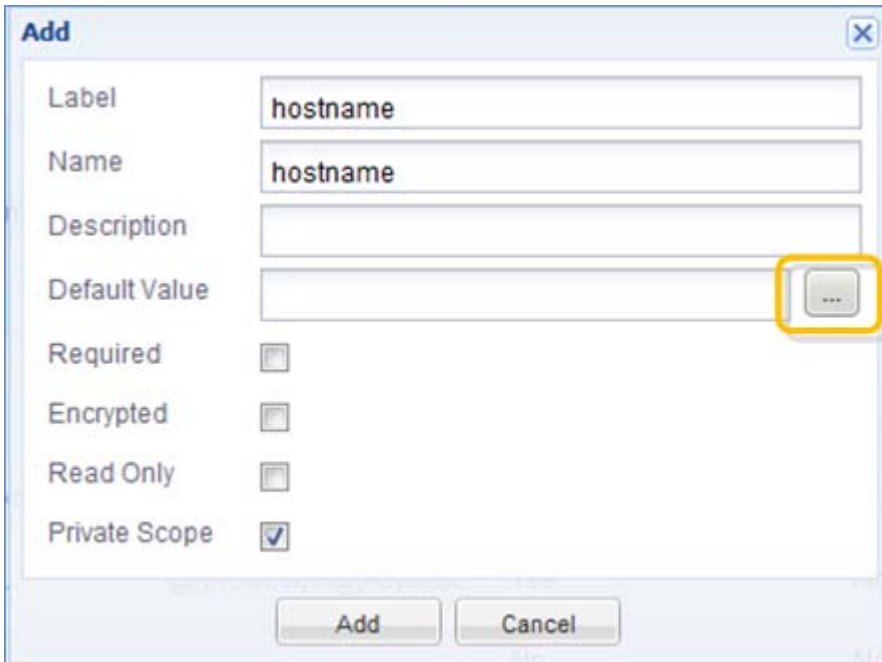 Add
Label
hostname
Name
hostname
Description
Default Value
...
Required
Encrypted
Read Only
Private Scope
Add
Cancel